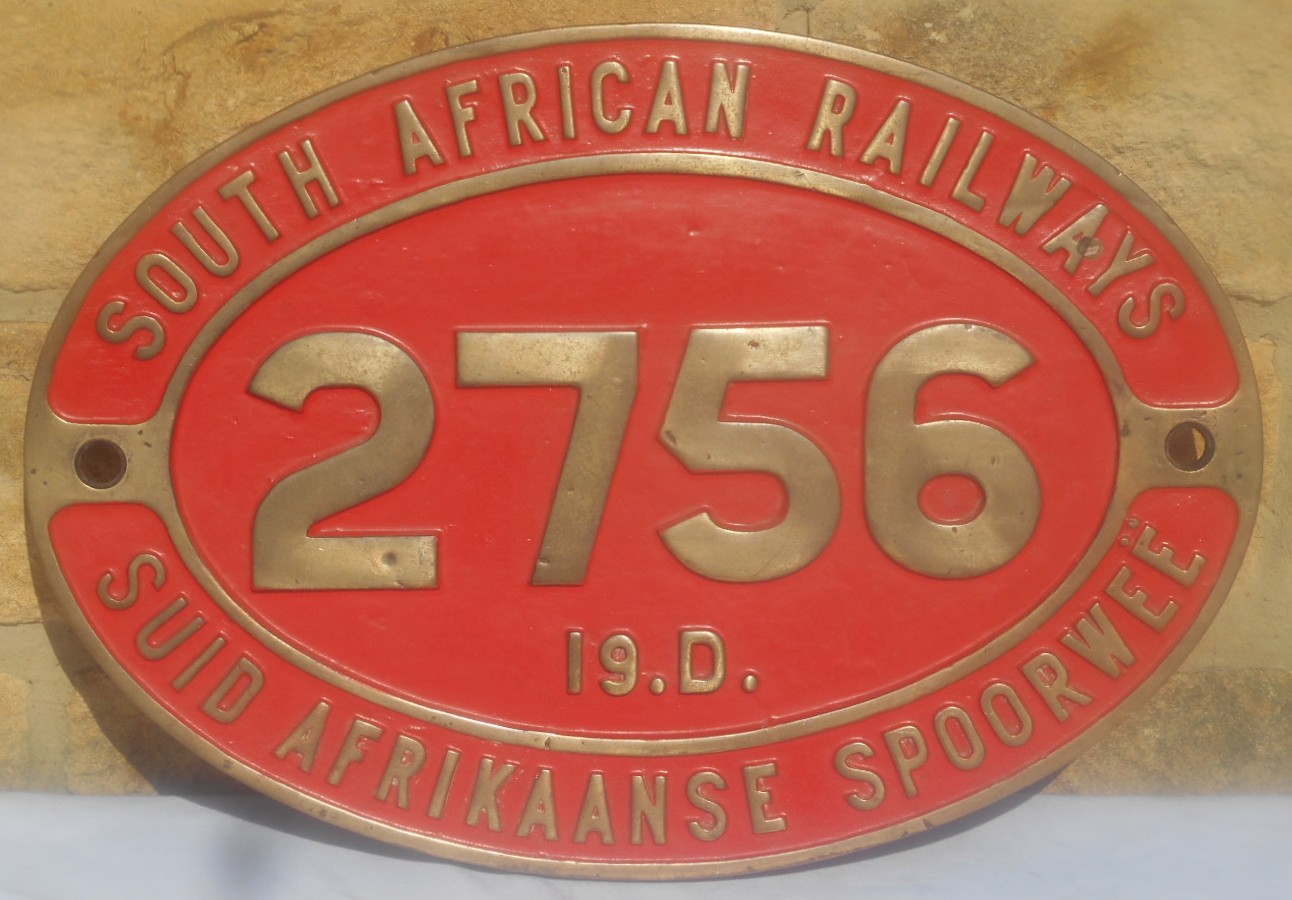 SOUTH AFRICAN RAILWAYS
2756
19.D.
SUID AFRIKAANSE SPOORWEË